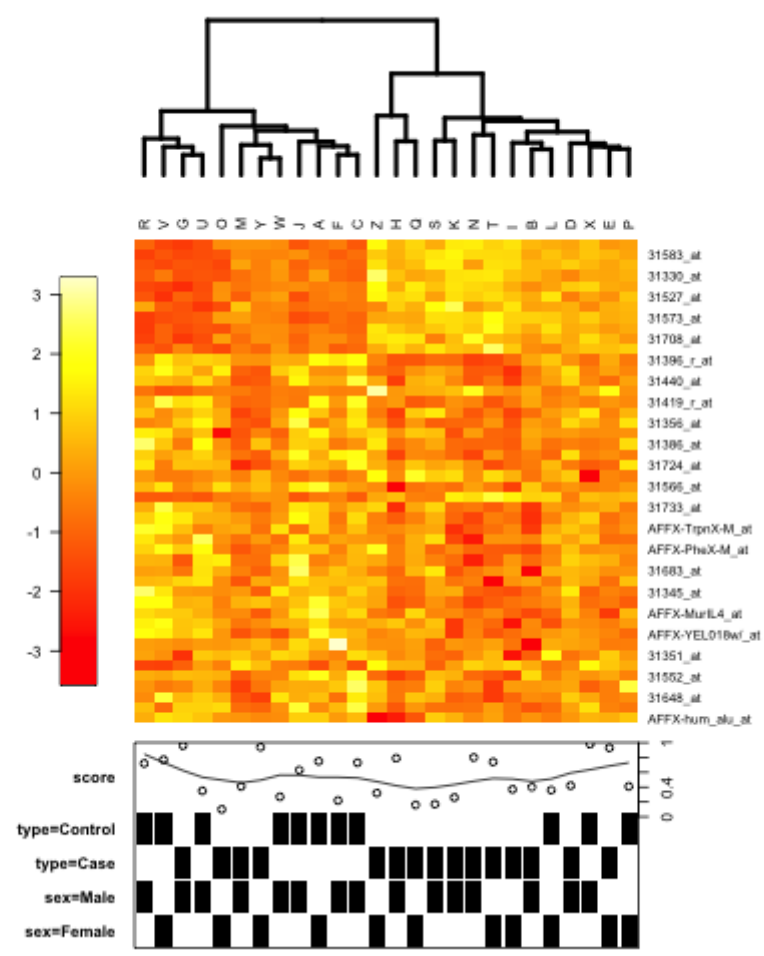 R V G U O M Y W J A F C Z H Q S K N T I B L D X E P
31583_at
31330_at
31527_at
31573_at
31708_at
31396_r_at
31440_at
31419_r_at
31356_at
31386_at
31724_at
31566_at
31733_at
AFFX-TrpnX-M_at
AFFX-PheX-M_at
31683_at
31345_at
AFFX-MurIL4_at
AFFX-YEL018w/_at
31351_at
31552_at
31648_at
AFFX-hum_alu_at
3
2
1
0
-1
-2
-3
score
1
0.4
0
type=Control
type=Case
sex=Male
sex=Female